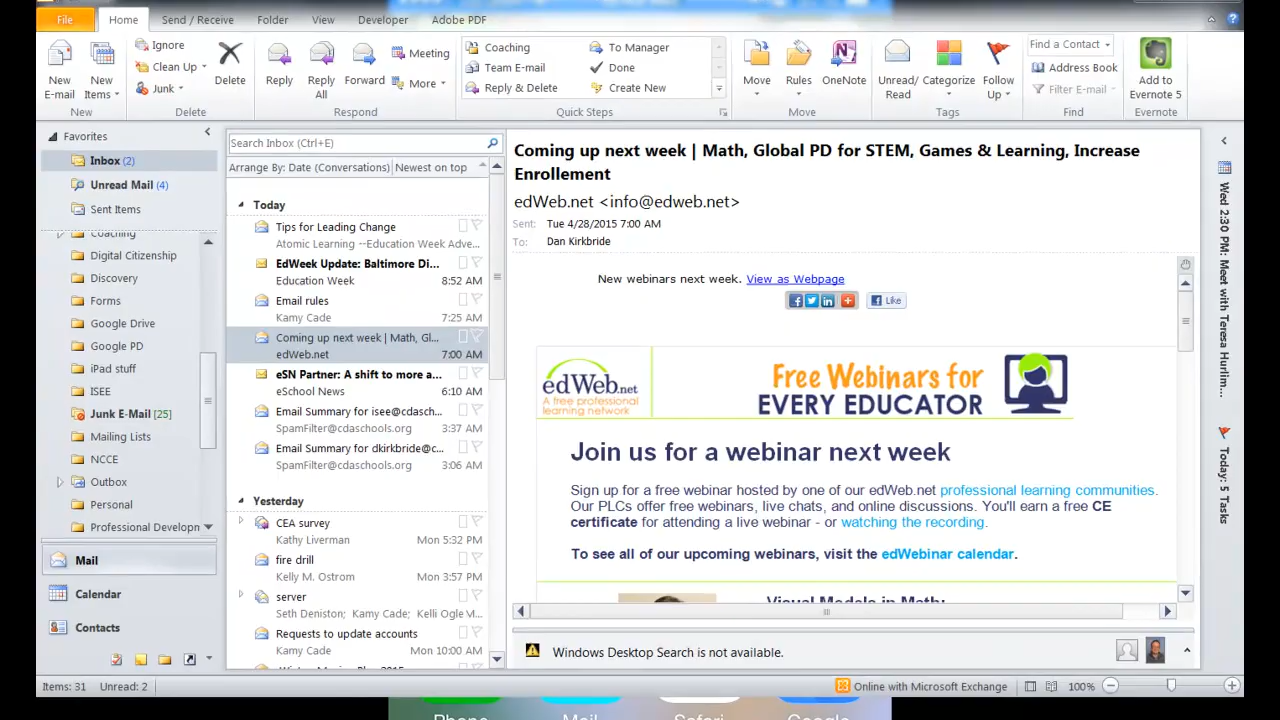 File Home Send / Receive Folder View Developer Adobe PDF
New E-mail
New Items
New
Ignore
Clean Up
Junk
Delete
Delete
Reply
Reply All
Forward
Meeting
More
Respond
Coaching
Team E-mail
Reply & Delete
To Manager
Done
Create New
Quick Steps
Move
Rules
OneNote
Move
Unread/ Read
Categorize
Follow Up
Tags
Find a Contact
Address Book
Filter E-mail
Find
Add to Evernote 5
Evernote
Favorites
Inbox (2)
Unread Mail (4)
Sent Items
Coaching
Digital Citizenship
Discovery
Forms
Google Drive
Google PD
iPad stuff
ISEE
Junk E-Mail [25]
Mailing Lists
NCCE
Outbox
Personal
Professional Developn
Mail
Calendar
Contacts
Search Inbox (Ctrl+E)
Arrange By: Date (Conversations) Newest on top
Today
Tips for Leading Change
Atomic Learning --Education Week Adve...
EdWeek Update: Baltimore Di...
Education Week 8:52 AM
Email rules
Kamy Cade 7:25 AM
Coming up next week | Math, Gl...
edWeb.net 7:00 AM
eSN Partner: A shift to more a...
eSchool News 6:10 AM
Email Summary for isee@cdasch...
SpamFilter@cdaschools.org 3:37 AM
Email Summary for dkirkbride@c...
SpamFilter@cdaschools.org 3:06 AM
Yesterday
CEA survey
Kathy Liverman Mon 5:32 PM
fire drill
Kelly M. Ostrom Mon 3:57 PM
server
Seth Deniston; Kamy Cade; Kelli Ogle M...
Requests to update accounts
Kamy Cade Mon 10:00 AM
Coming up next week | Math, Global PD for STEM, Games & Learning, Increase
Enrollement
edWeb.net <info@edweb.net>
Sent: Tue 4/28/2015 7:00 AM
To: Dan Kirkbride
New webinars next week. View as Webpage
Like
edWeb.net
A free professional
learning network
Free Webinars for
EVERY EDUCATOR
Join us for a webinar next week
Sign up for a free webinar hosted by one of our edWeb.net professional learning communities.
Our PLCs offer free webinars, live chats, and online discussions. You'll earn a free CE
certificate for attending a live webinar - or watching the recording.
To see all of our upcoming webinars, visit the edWebinar calendar.
Visual Models in Math:
Windows Desktop Search is not available.
Wed 2:30 PM: Meet with Teresa Hurlim...
Today: 5 Tasks
Items: 31 Unread: 2
Online with Microsoft Exchange
100%
Phone Mail Safari Google